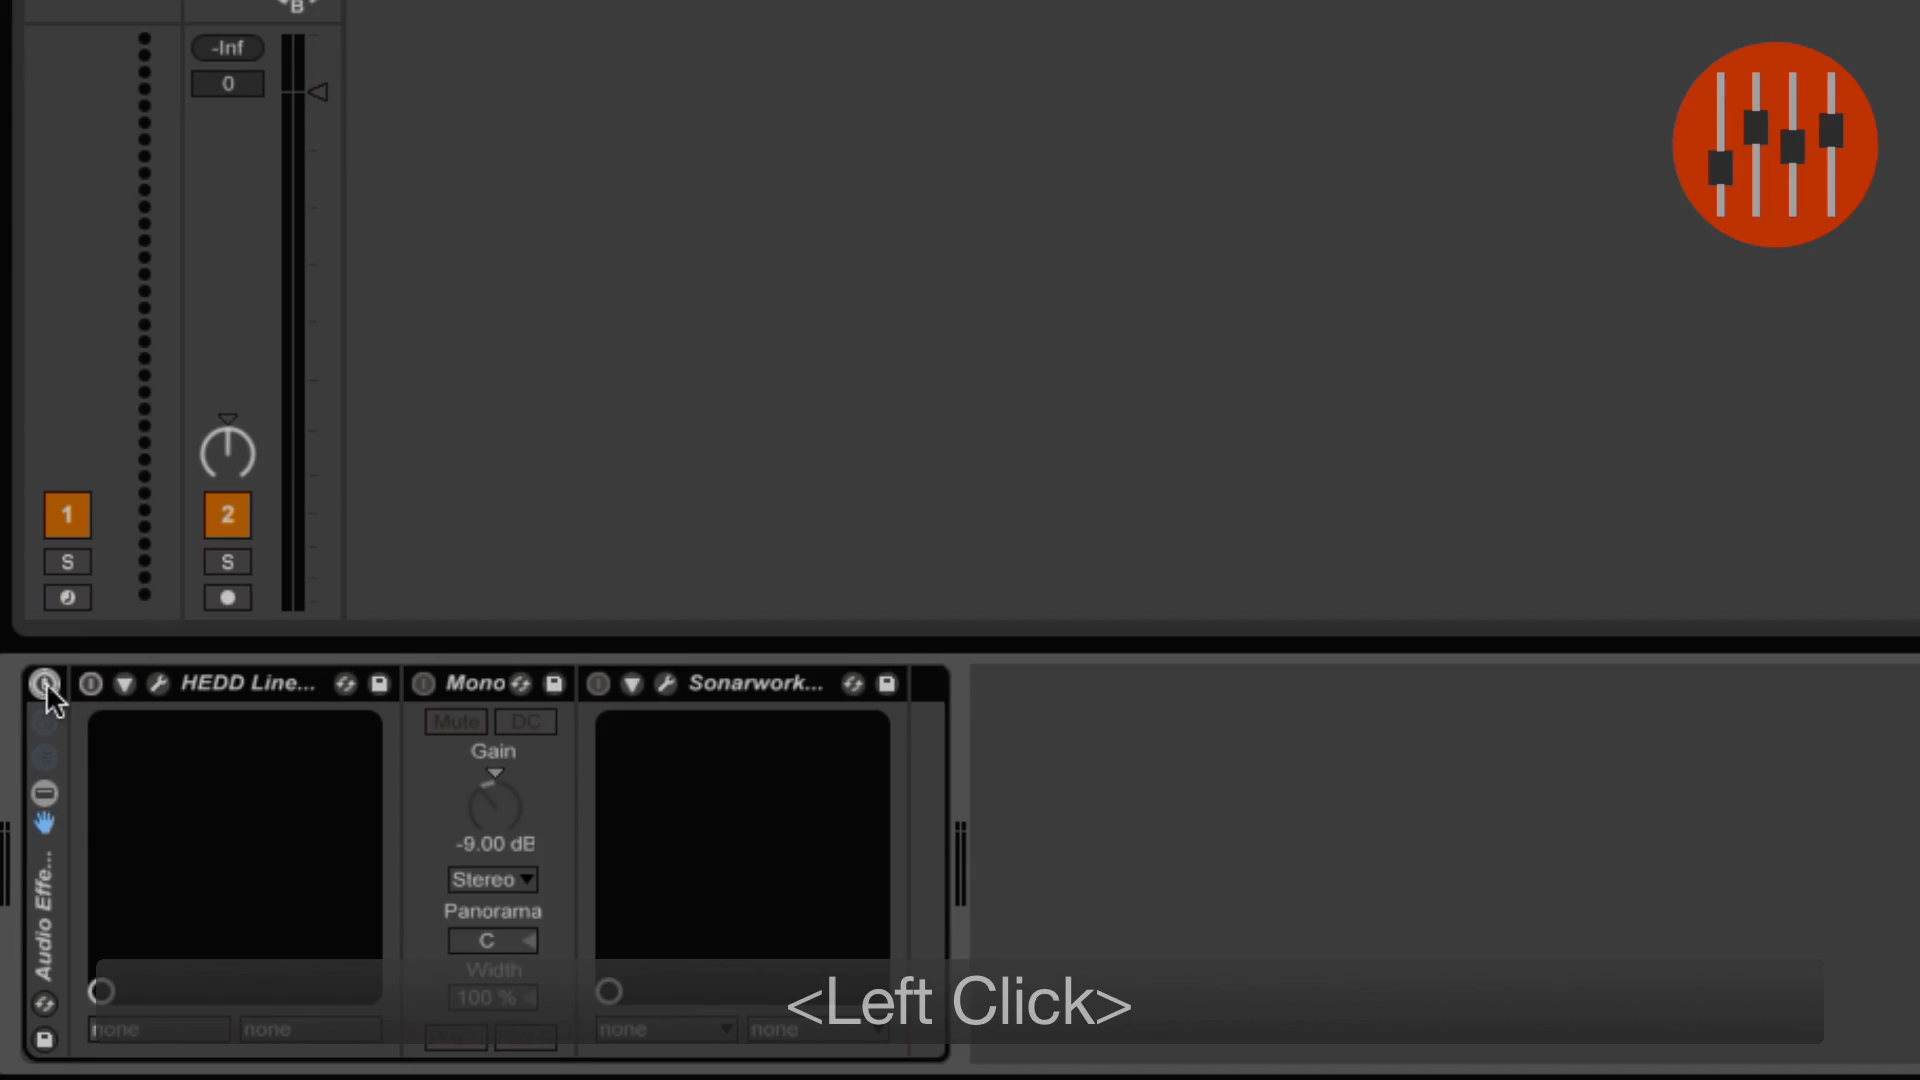 B
-Inf
0
1
2
S
S
HEDD Line...
Mono
Sonarwork...
Mute
DC
Gain
-9.00 dB
Stereo
Panorama
C
Width
100 %
Audio Effe...
none
none
none
none
<Left Click>